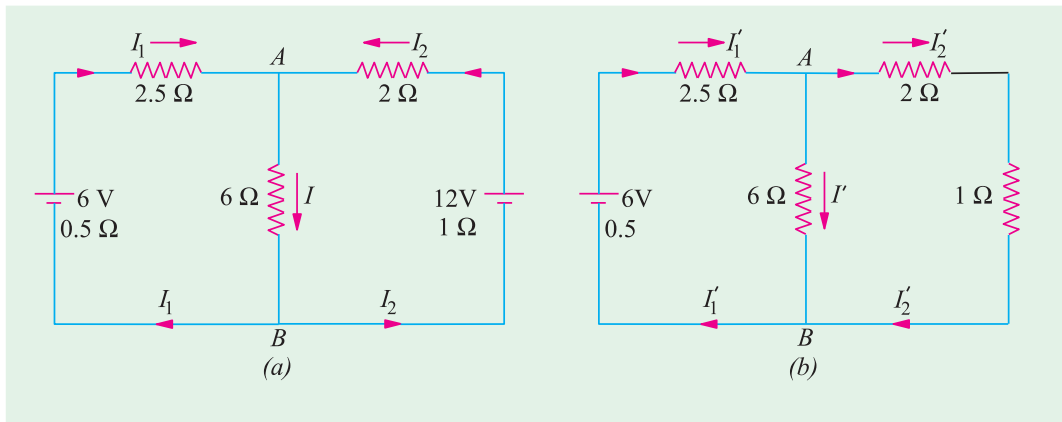 I₁ I₂ I₁′ I₂′
A A
2.5 Ω 2 Ω 2.5 Ω 2 Ω
6 V 6 Ω I 12V 6V 6 Ω I′ 1 Ω
0.5 Ω 1 Ω 0.5
I₁ I₂ I₁′ I₂′
B B
(a) (b)